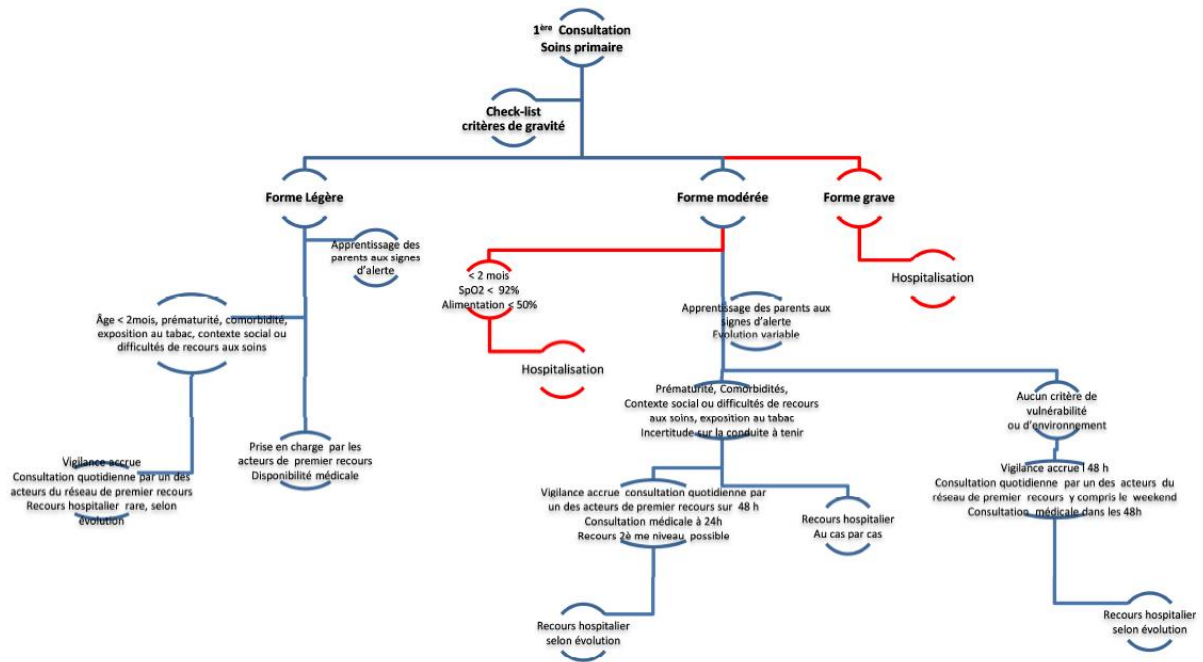 1ère Consultation
Soins primaire
Check-list
critères de gravité
Forme Légère
Forme modérée
Forme grave
Apprentissage des
parents aux signes
d'alerte
< 2 mois
SpO2 < 92%
Alimentation < 50%
Hospitalisation
Âge < 2mois, prématurité, comorbidité,
exposition au tabac, contexte social ou
difficultés de recours aux soins
Apprentissage des parents aux
signes d'alerte
Evolution variable
Hospitalisation
Prématurité, Comorbidités,
Contexte social ou difficultés de recours
aux soins, exposition au tabac
Incertitude sur la conduite à tenir
Aucun critère de
vulnérabilité
ou d'environnement
Vigilance accrue
Consultation quotidienne par un des
acteurs du réseau de premier recours
Recours hospitalier rare, selon
évolution
Prise en charge par les
acteurs de premier recours
Disponibilité médicale
Vigilance accrue consultation quotidienne par
un des acteurs de premier recours sur 48 h
Consultation médicale à 24h
Recours 2è me niveau possible
Recours hospitalier
Au cas par cas
Vigilance accrue 48 h
Consultation quotidienne par un des acteurs du
réseau de premier recours y compris le weekend
Consultation médicale dans les 48h
Recours hospitalier
selon évolution
Recours hospitalier
selon évolution